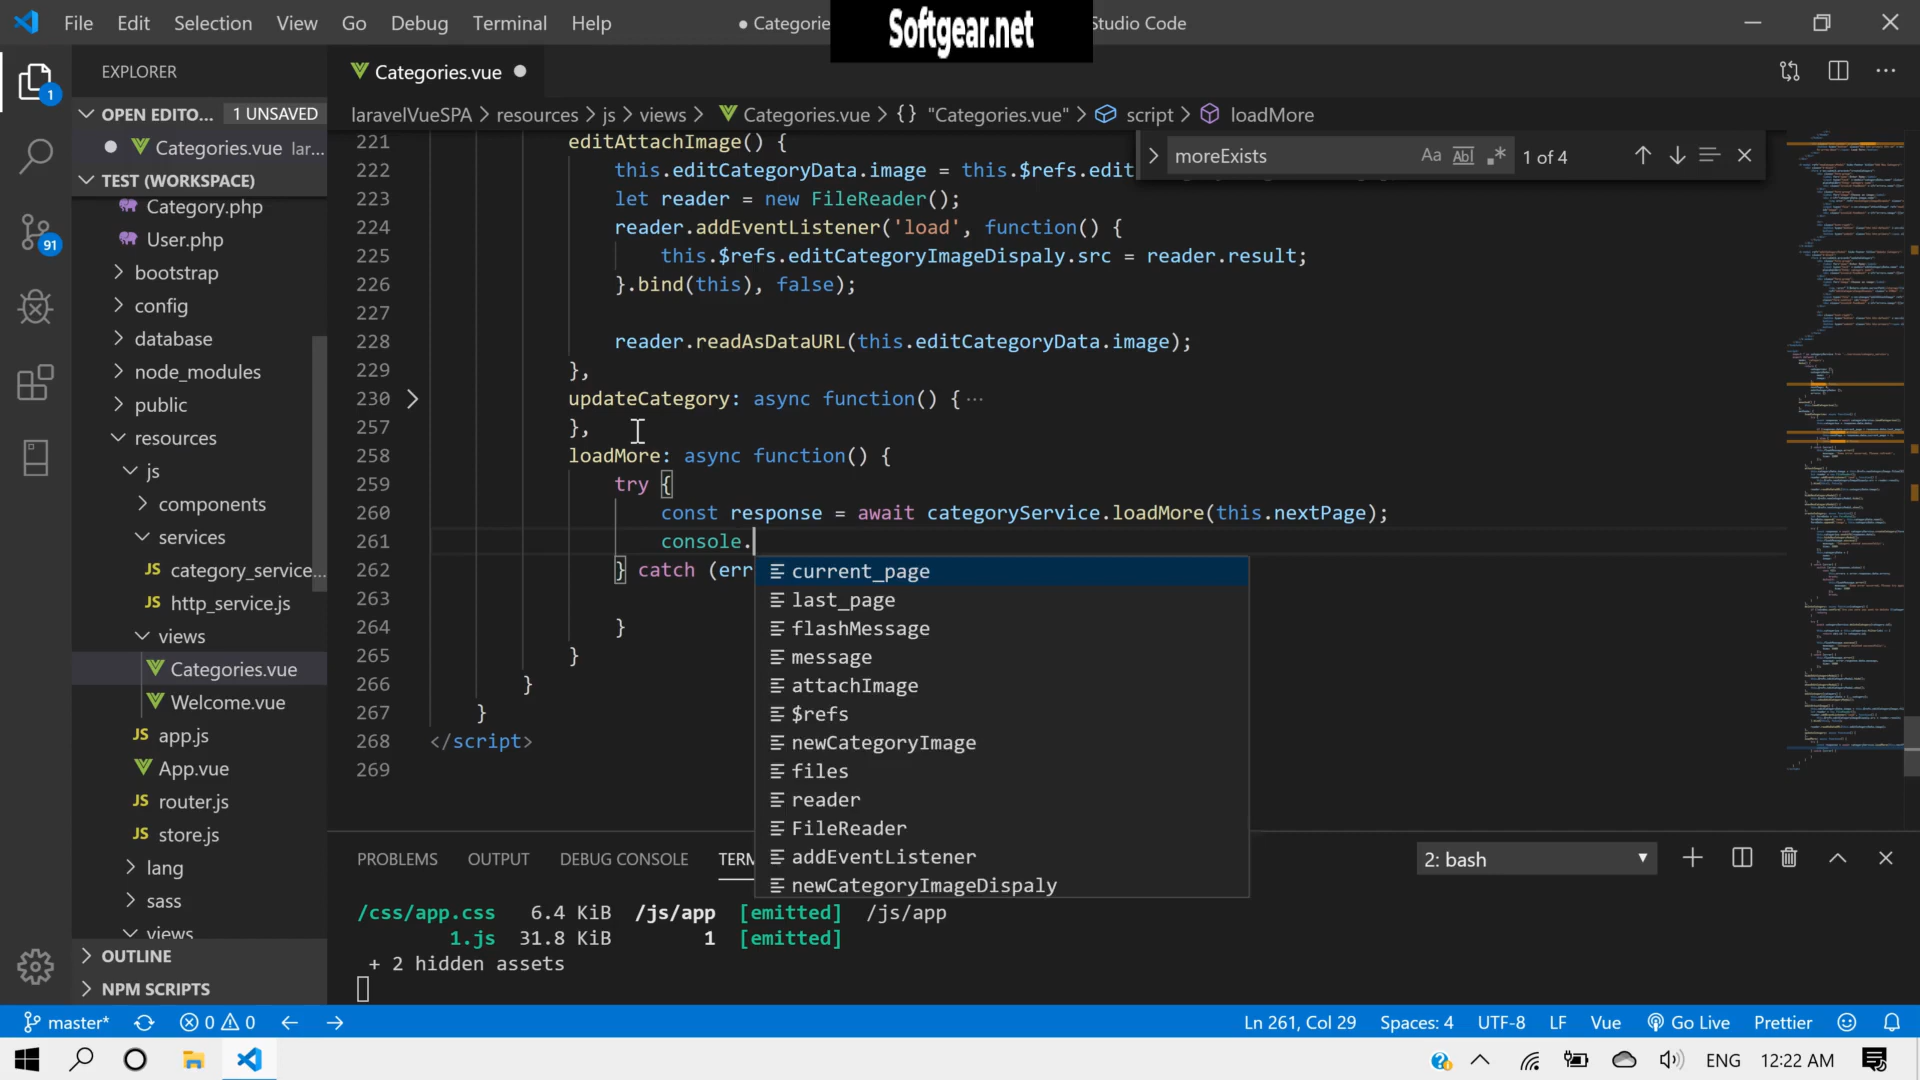 File Edit Selection View Go Debug Terminal Help
● Categorie
Softgear.net
Studio Code
EXPLORER
Categories.vue ●
OPEN EDITO... 1 UNSAVED
laravelVueSPA > resources > js > views > Categories.vue > {} "Categories.vue" > script > loadMore
1
● Categories.vue lar...
TEST (WORKSPACE)
Category.php
User.php
bootstrap
config
database
node_modules
public
resources
js
components
services
JS category_service...
JS http_service.js
views
Categories.vue
Welcome.vue
JS app.js
App.vue
JS router.js
JS store.js
lang
sass
views
OUTLINE
NPM SCRIPTS
91
moreExists Aa Abl .* 1 of 4
221 editAttachImage() {
222 this.editCategoryData.image = this.$refs.edit
223 let reader = new FileReader();
224 reader.addEventListener('load', function() {
225 this.$refs.editCategoryImageDispaly.src = reader.result;
226 }.bind(this), false);
227
228 reader.readAsDataURL(this.editCategoryData.image);
229 },
230 updateCategory: async function() { ...
257 },
258 loadMore: async function() {
259 try {
260 const response = await categoryService.loadMore(this.nextPage);
261 console.
262 } catch (err
263
264 }
265 }
266 }
267 }
268 </script>
269
current_page
last_page
flashMessage
message
attachImage
$refs
newCategoryImage
files
reader
FileReader
addEventListener
newCategoryImageDispaly
PROBLEMS OUTPUT DEBUG CONSOLE TERM
2: bash
/css/app.css 6.4 KiB /js/app [emitted] /js/app
1.js 31.8 KiB 1 [emitted]
+ 2 hidden assets
master* 0 0 Ln 261, Col 29 Spaces: 4 UTF-8 LF Vue Go Live Prettier
ENG 12:22 AM